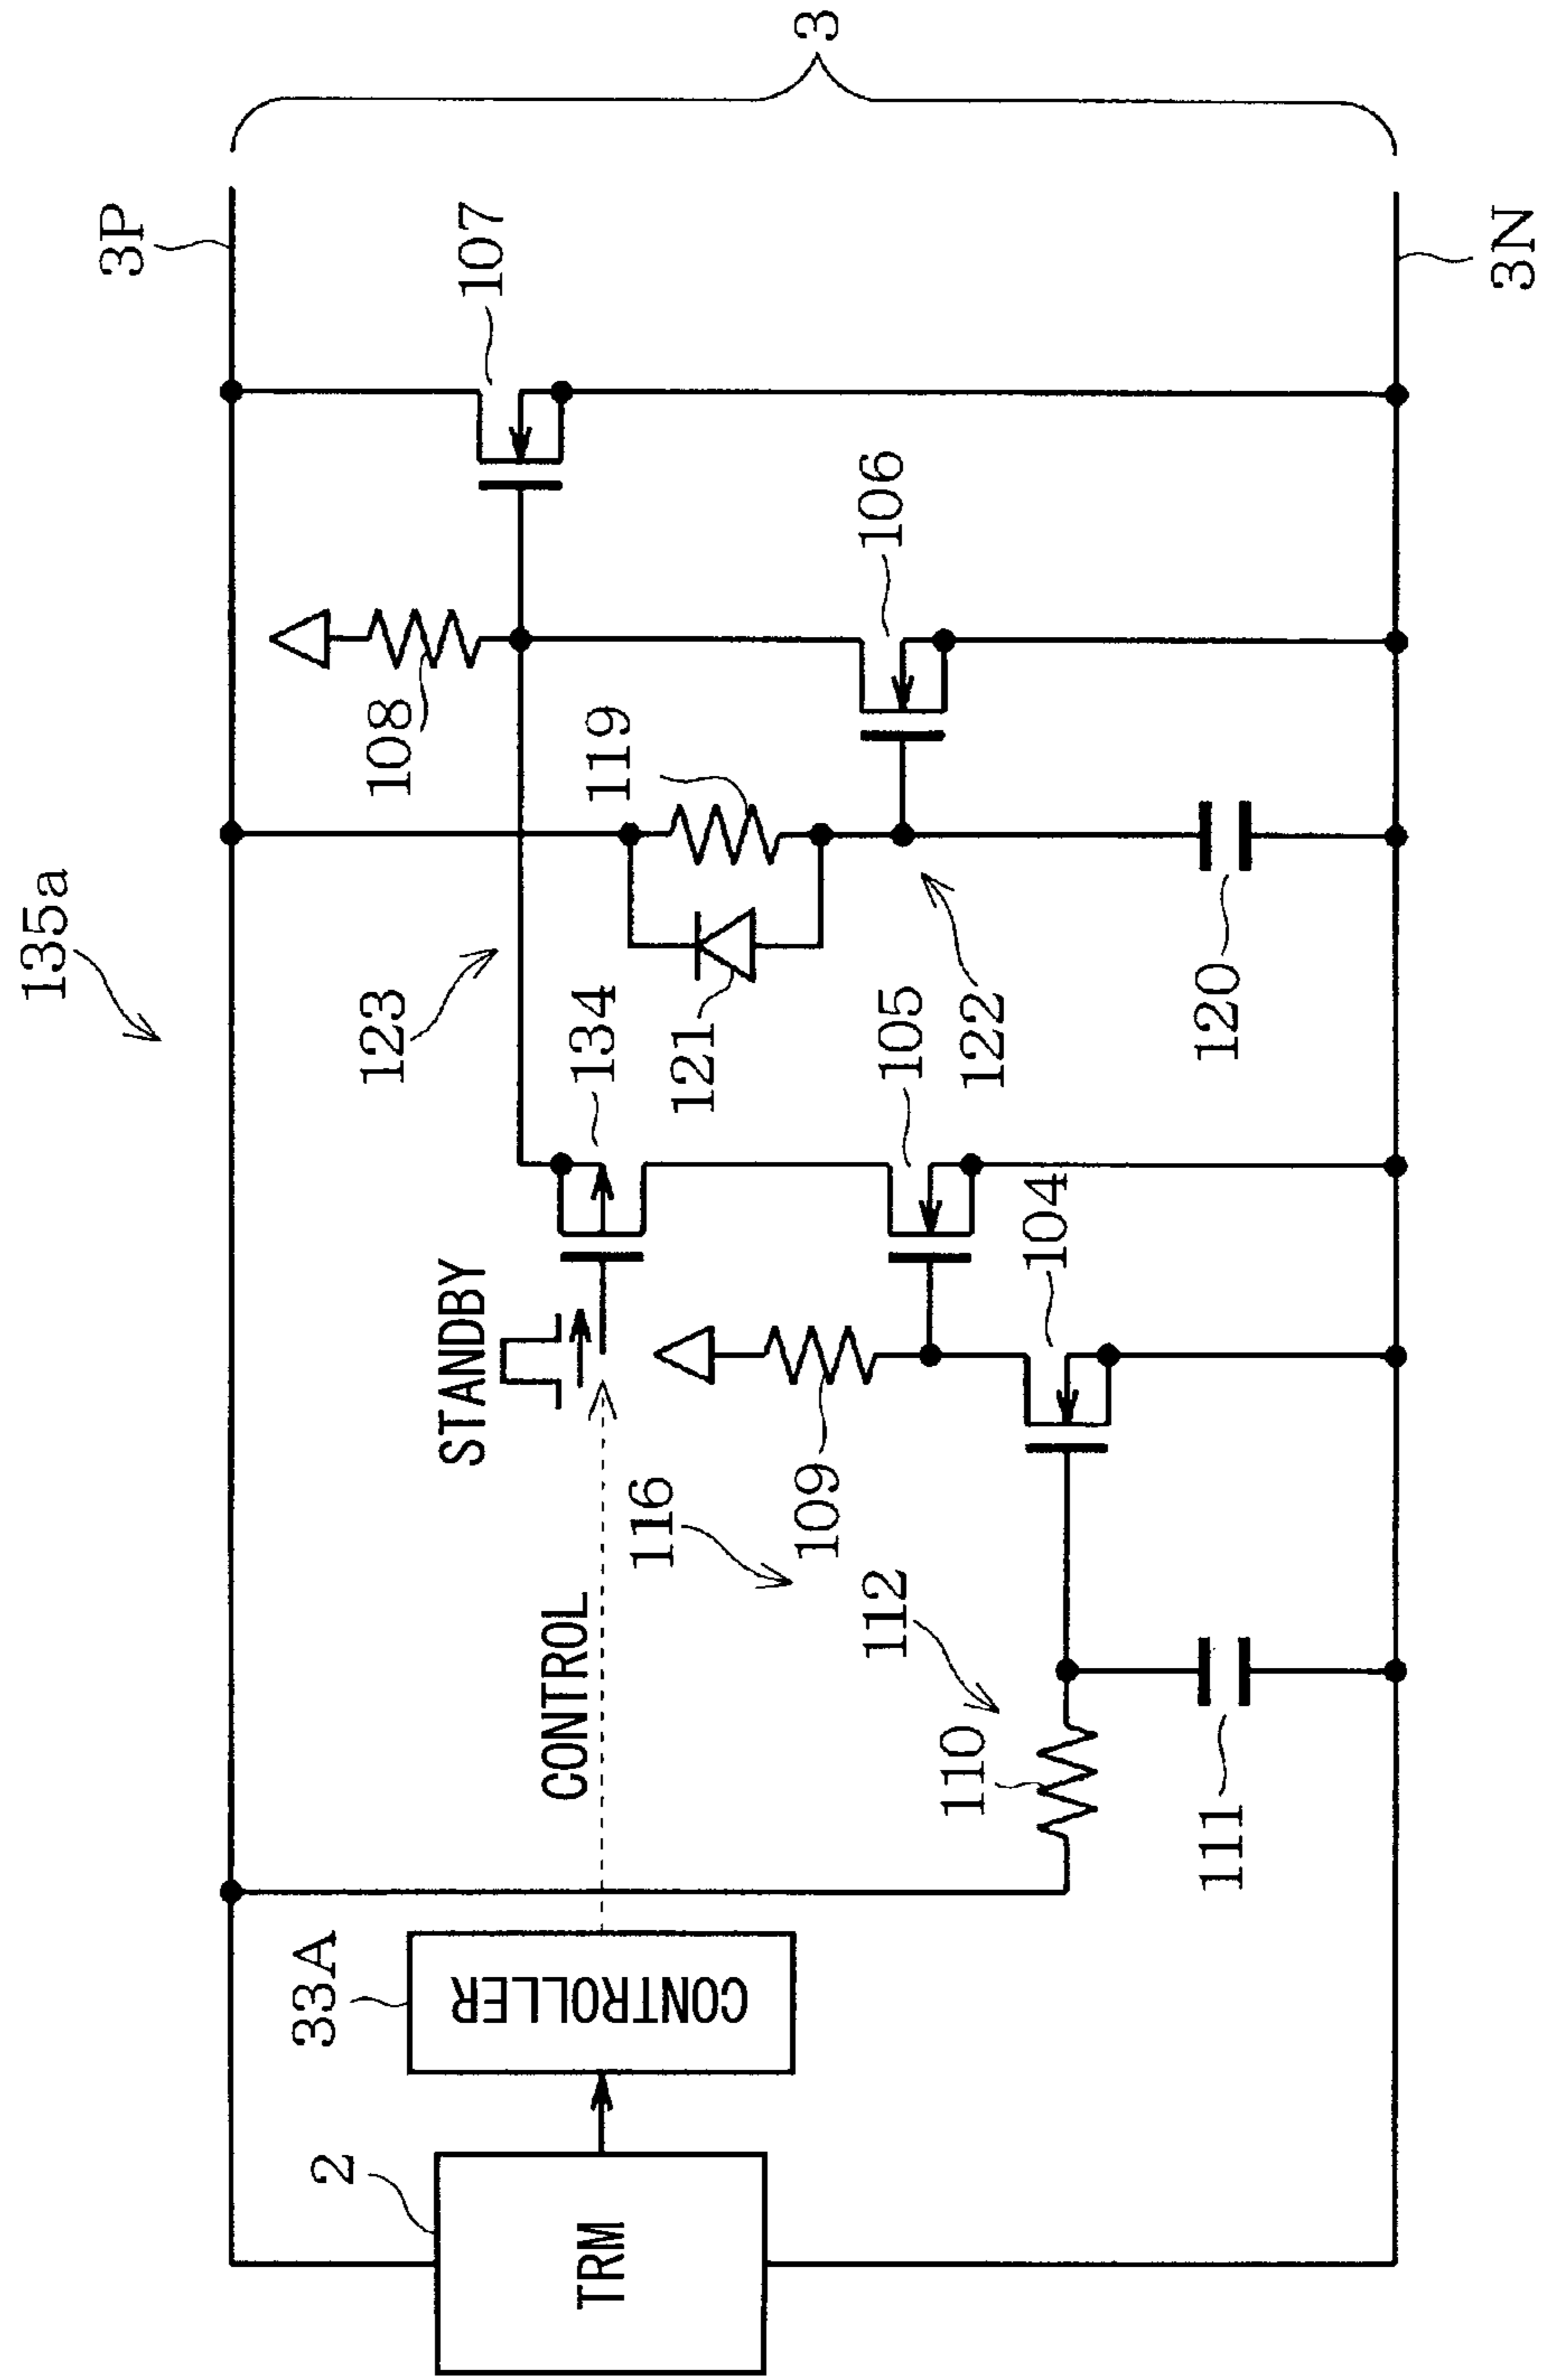 135a
3P
3
107
108
123
134
119
121
106
STANDBY
105
122
104
120
CONTROL
116
109
112
110
111
33A
CONTROLLER
2
TRM
3N